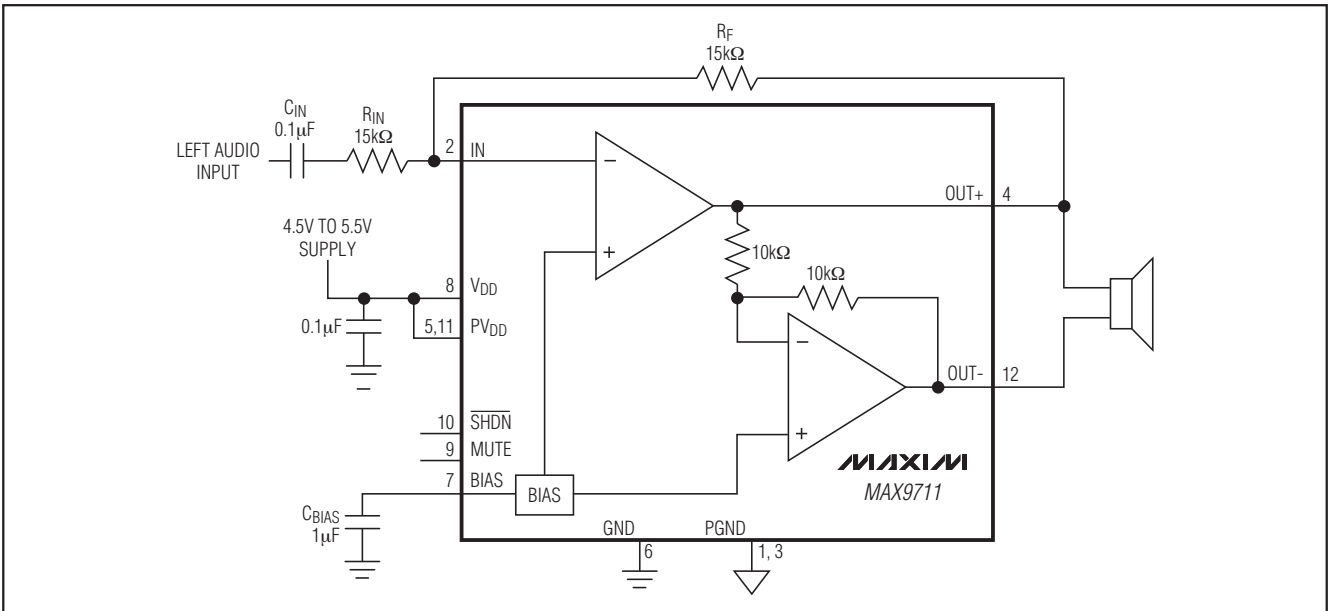 RF
15kΩ
CIN
0.1µF
RIN
15kΩ
LEFT AUDIO
INPUT
2
IN
OUT+
4
4.5V TO 5.5V
SUPPLY
10kΩ
10kΩ
8
VDD
0.1µF
5,11
PVDD
−
+
−
+
OUT-
12
10
SHDN
9
MUTE
7
BIAS
BIAS
MAXIM
MAX9711
CBIAS
1µF
GND
6
PGND
1, 3